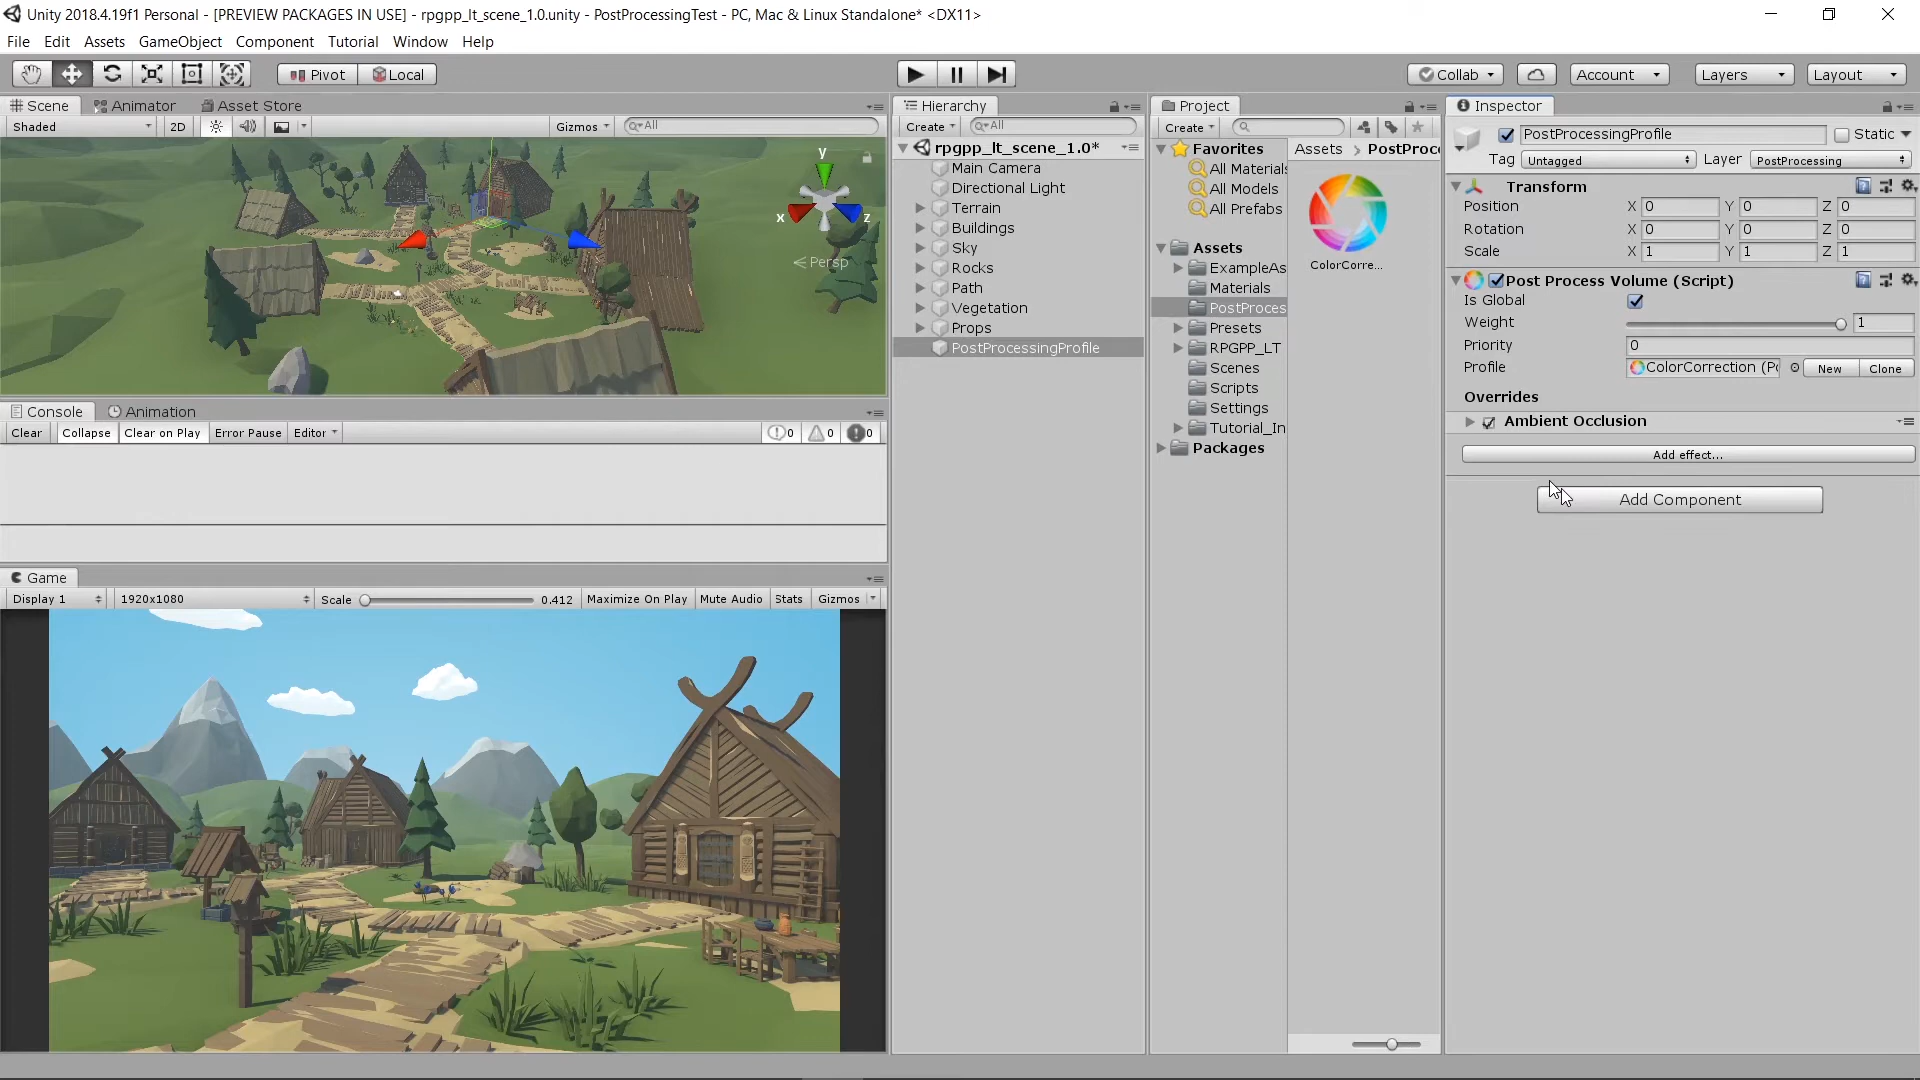 Unity 2018.4.19f1 Personal - [PREVIEW PACKAGES IN USE] - rpgpp_lt_scene_1.0.unity - PostProcessingTest - PC, Mac & Linux Standalone* <DX11>
File Edit Assets GameObject Component Tutorial Window Help
Pivot Local Collab Account Layers Layout
Scene Animator Asset Store
Shaded 2D Gizmos All
y
x z
Persp
Console Animation
Clear Collapse Clear on Play Error Pause Editor 0 0 0
Game
Display 1 1920x1080 Scale 0.412 Maximize On Play Mute Audio Stats Gizmos
Hierarchy
Create All
rpgpp_lt_scene_1.0*
Main Camera
Directional Light
Terrain
Buildings
Sky
Rocks
Path
Vegetation
Props
PostProcessingProfile
Project
Create
Favorites
All Materials
All Models
All Prefabs
Assets
ExampleAs
Materials
PostProces
Presets
RPGPP_LT
Scenes
Scripts
Settings
Tutorial_In
Packages
Assets > PostProc
ColorCorre...
Inspector
PostProcessingProfile Static
Tag Untagged Layer PostProcessing
Transform
Position X 0 Y 0 Z 0
Rotation X 0 Y 0 Z 0
Scale X 1 Y 1 Z 1
Post Process Volume (Script)
Is Global
Weight 1
Priority 0
Profile ColorCorrection (P New Clone
Overrides
Ambient Occlusion
Add effect...
Add Component